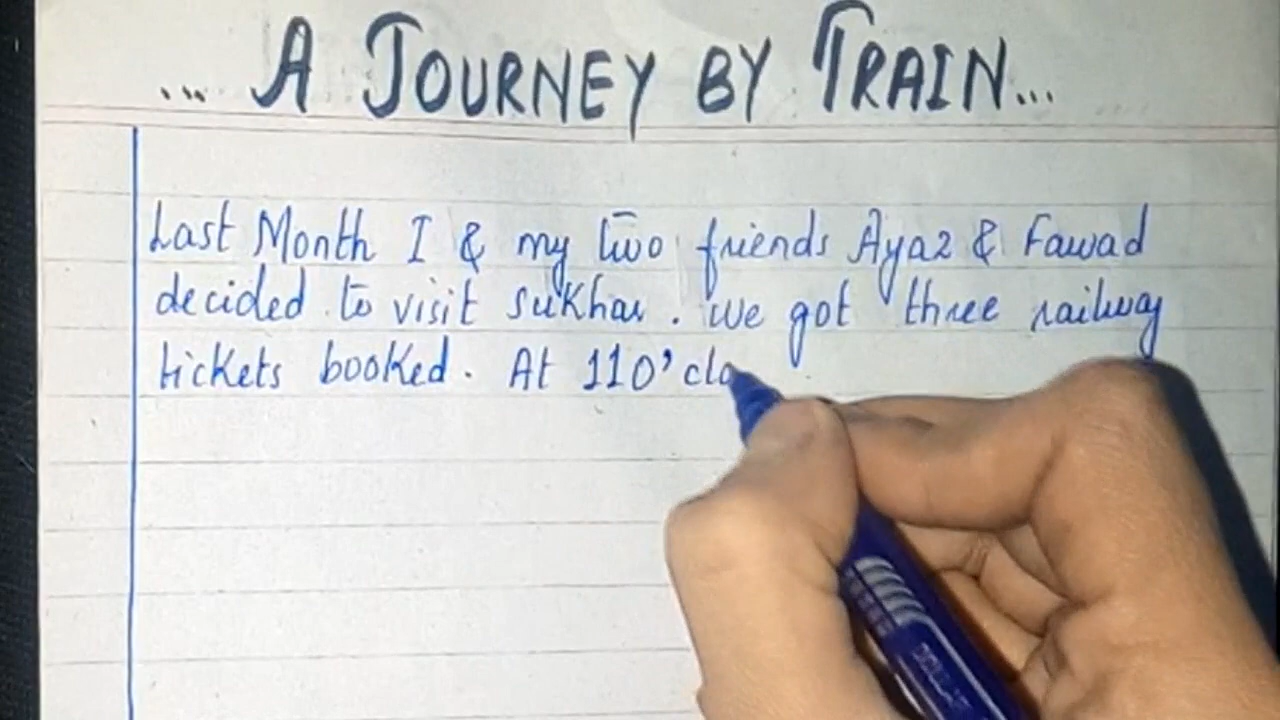 ... A JOURNEY BY TRAIN...
Last Month I & my two friends Ayaz & Fawad
decided to visit Sukhar. We got three railway
tickets booked. At 11o'clo